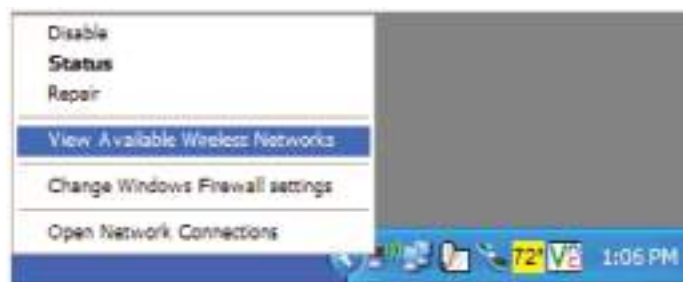 Disable
Status
Repair
View Available Wireless Networks
Change Windows Firewall settings
Open Network Connections
72° 1:06 PM